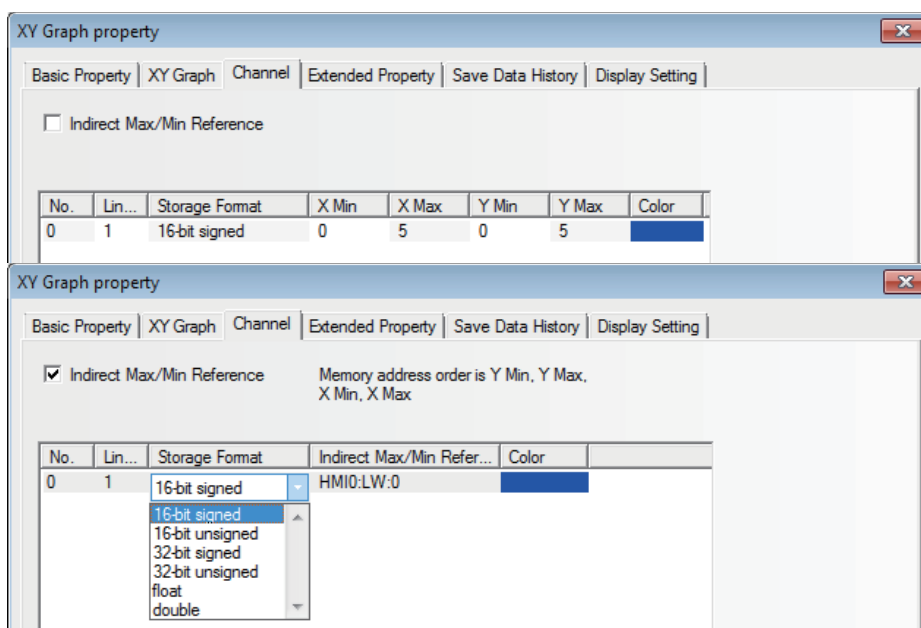 XY Graph property
Basic Property XY Graph Channel Extended Property Save Data History Display Setting
Indirect Max/Min Reference
No. Lin... Storage Format X Min X Max Y Min Y Max Color
0 1 16-bit signed 0 5 0 5
XY Graph property
Basic Property XY Graph Channel Extended Property Save Data History Display Setting
Indirect Max/Min Reference Memory address order is Y Min, Y Max,
X Min, X Max
No. Lin... Storage Format Indirect Max/Min Refer... Color
0 1 16-bit signed HMI0:LW:0
16-bit signed
16-bit unsigned
32-bit signed
32-bit unsigned
float
double